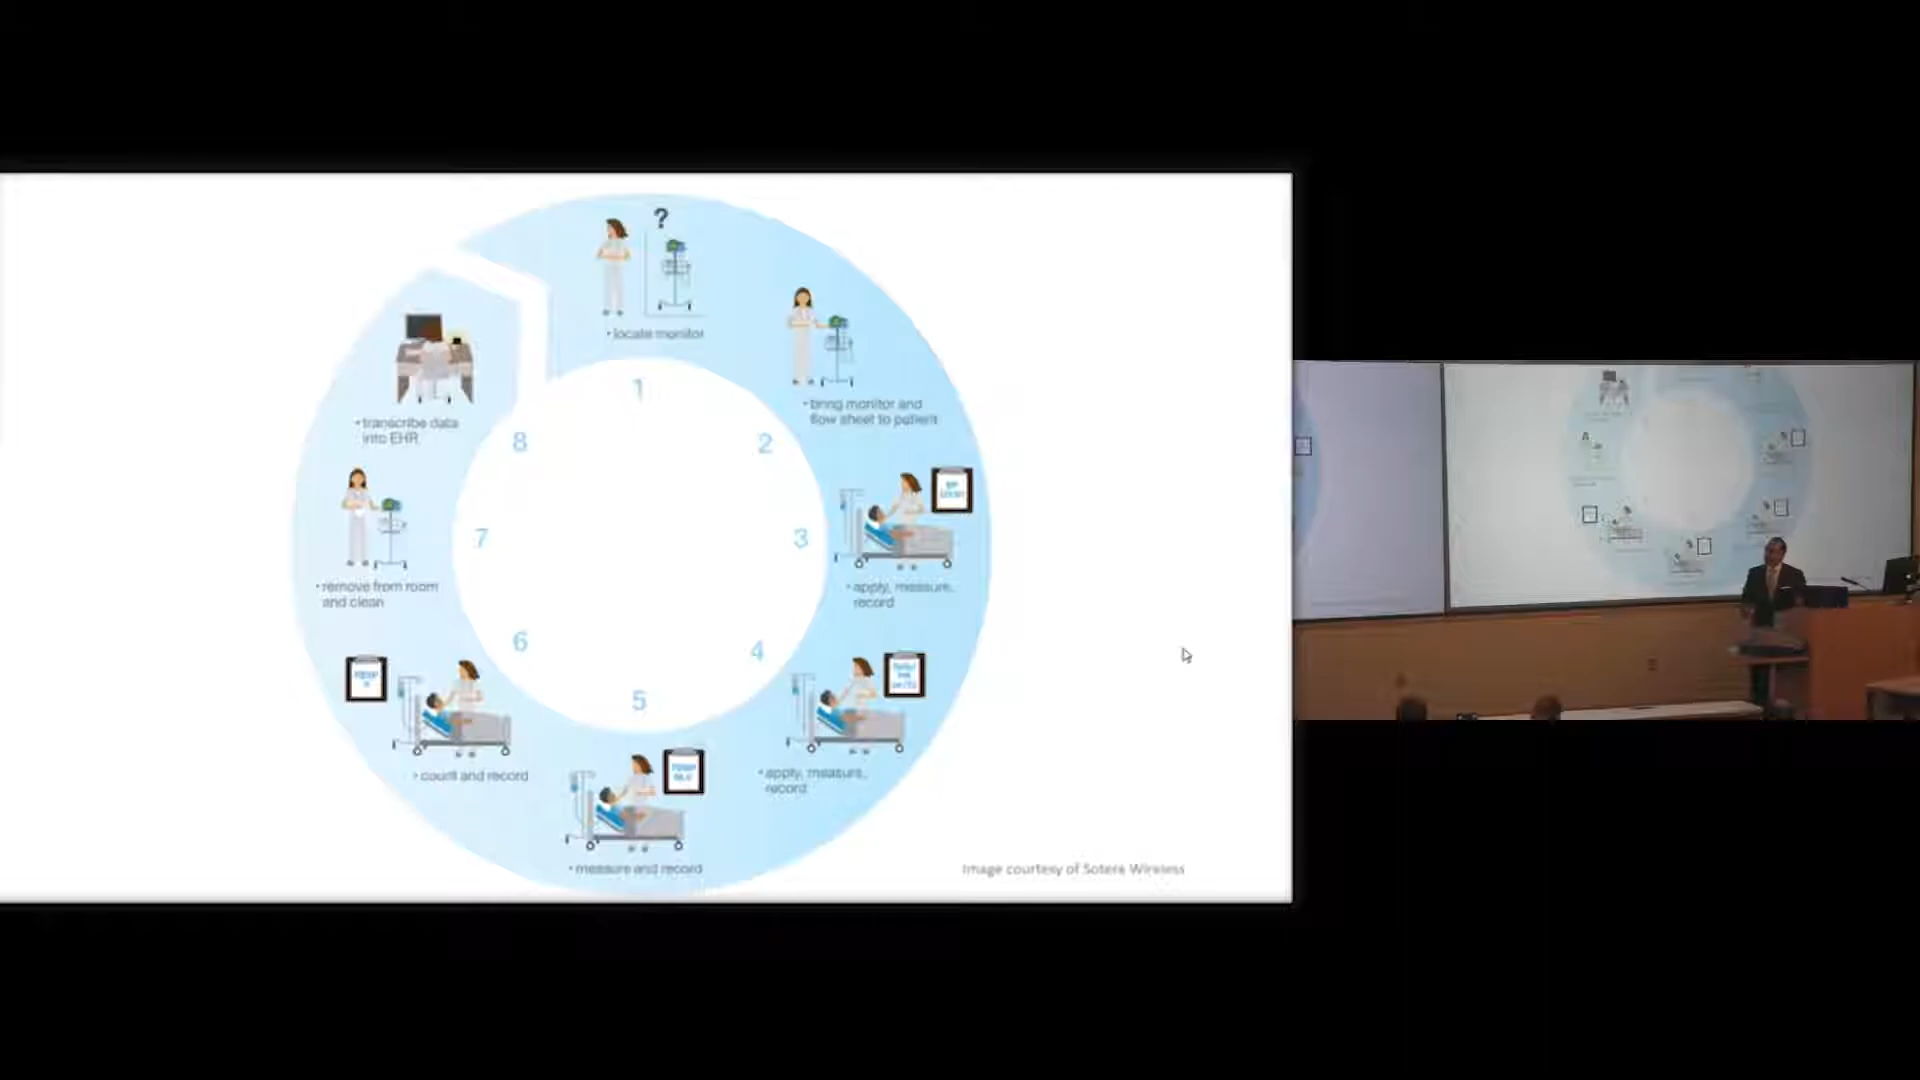 ?
• locate monitor
1
• bring monitor and
flow sheet to patient
2
• apply, measure,
record
3
• apply, measure,
record
4
• measure and record
5
• count and record
6
• remove from room
and clean
7
• transcribe data
into EHR
8
Image courtesy of Sotera Wireless